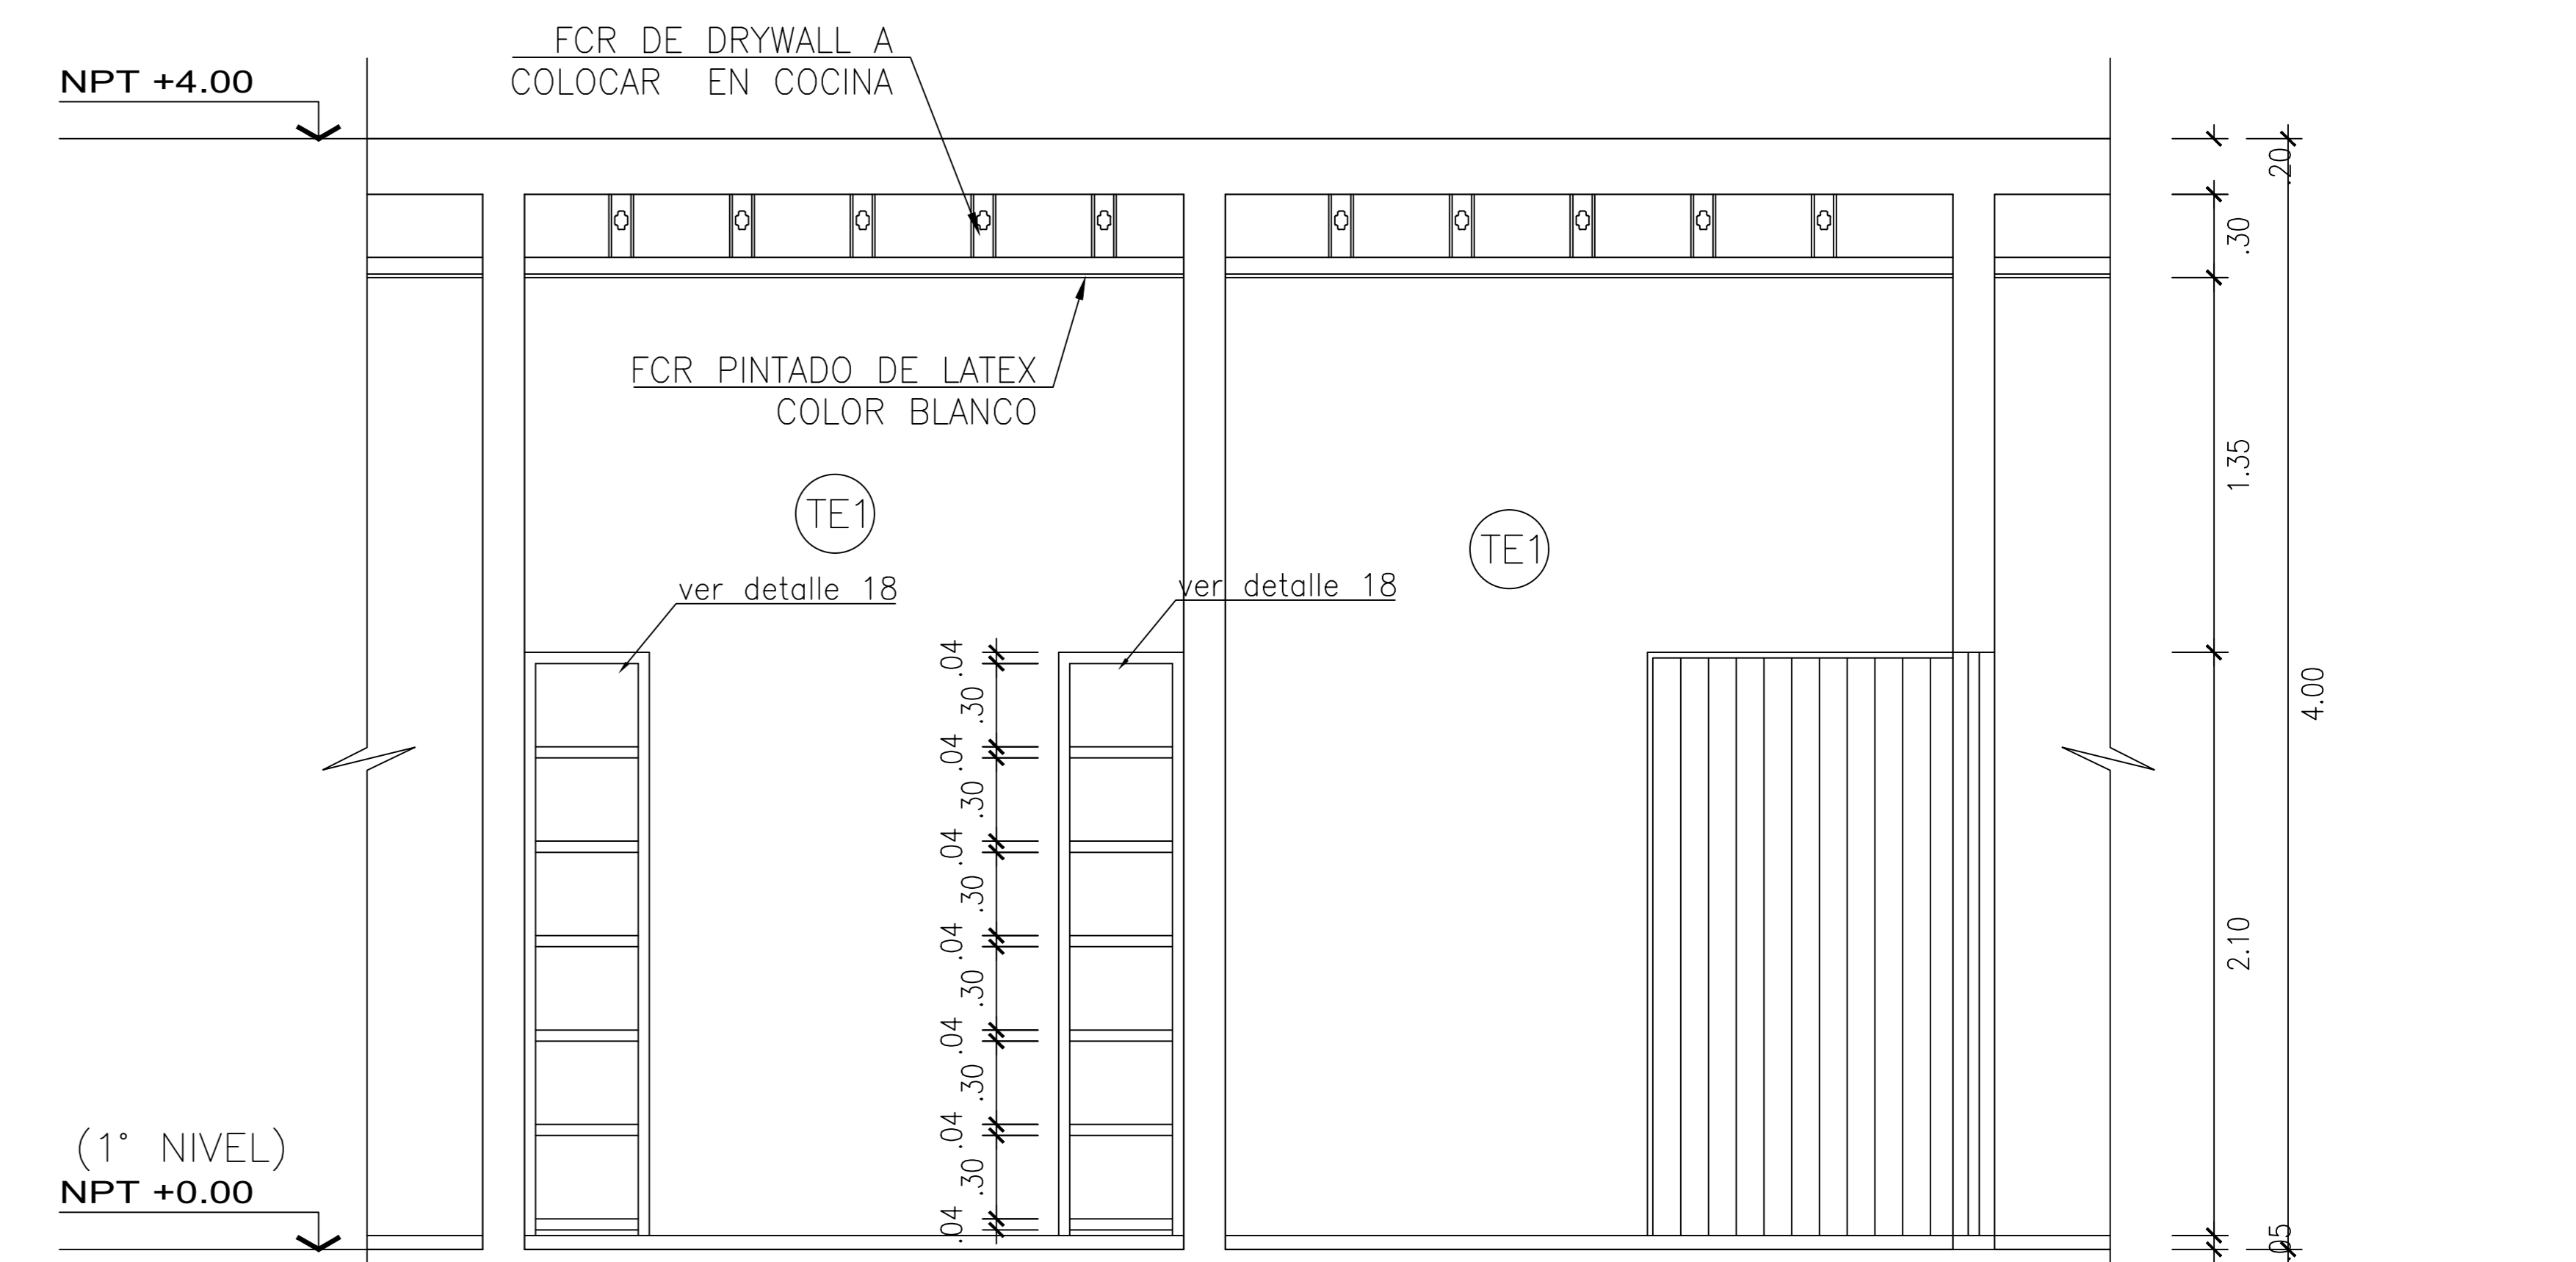 FCR DE DRYWALL A
COLOCAR EN COCINA
NPT +4.00
.20
.30
FCR PINTADO DE LATEX
COLOR BLANCO
1.35
TE1
TE1
ver detalle 18
ver detalle 18
.04
.30
.04
.30
.04
.30
.04
.30
.04
.30
.04
.30
.04
4.00
2.10
(1° NIVEL)
NPT +0.00
.05